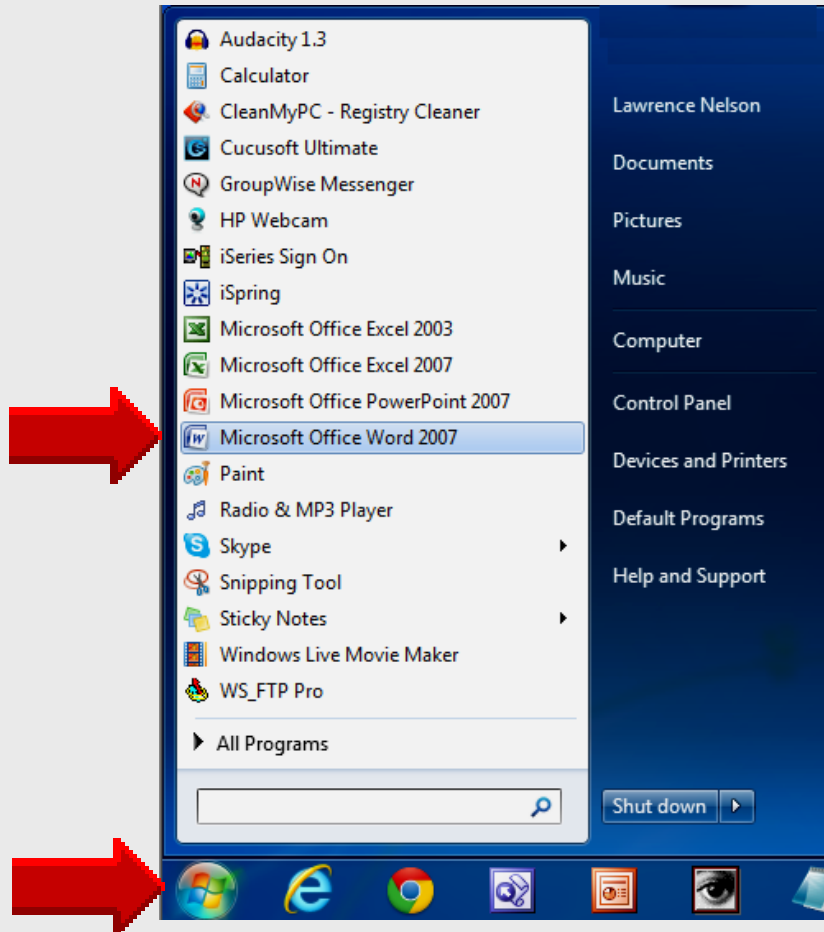 Audacity 1.3
Calculator
CleanMyPC - Registry Cleaner
Cucusoft Ultimate
GroupWise Messenger
HP Webcam
iSeries Sign On
iSpring
Microsoft Office Excel 2003
Microsoft Office Excel 2007
Microsoft Office PowerPoint 2007
Microsoft Office Word 2007
Paint
Radio & MP3 Player
Skype
Snipping Tool
Sticky Notes
Windows Live Movie Maker
WS_FTP Pro
All Programs
Lawrence Nelson
Documents
Pictures
Music
Computer
Control Panel
Devices and Printers
Default Programs
Help and Support
Shut down